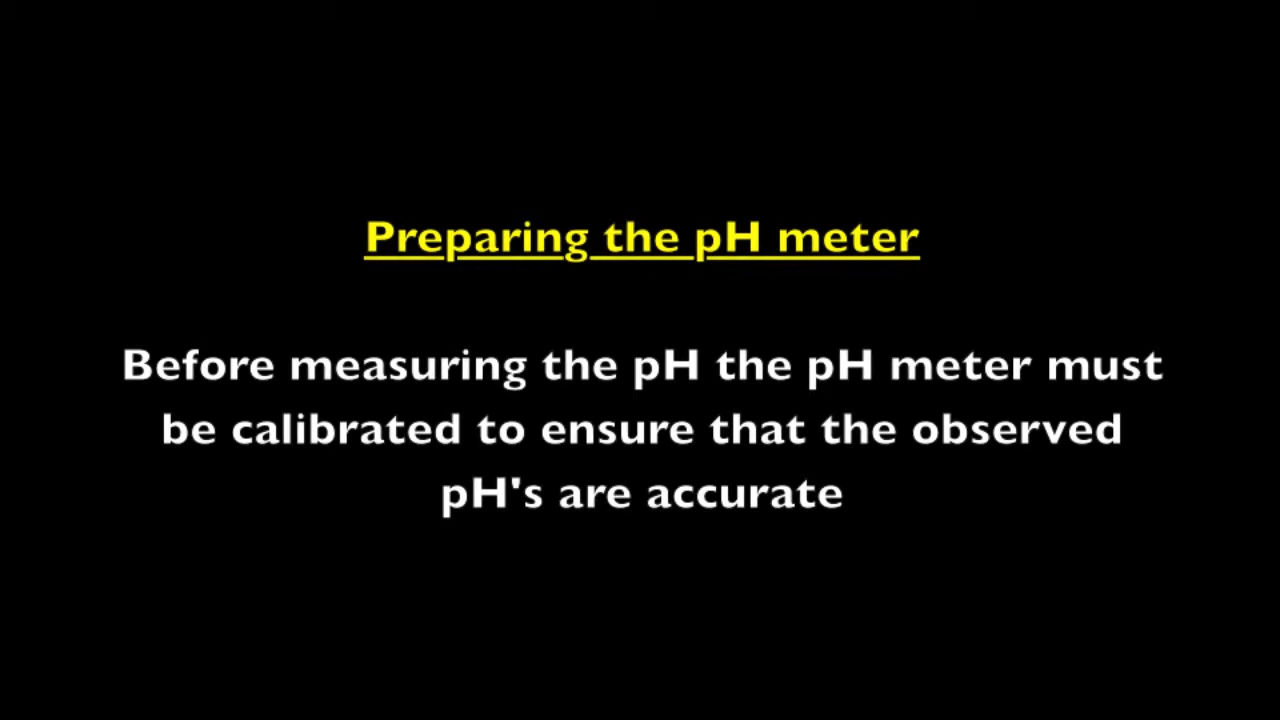 Preparing the pH meter
Before measuring the pH the pH meter must
be calibrated to ensure that the observed
pH's are accurate